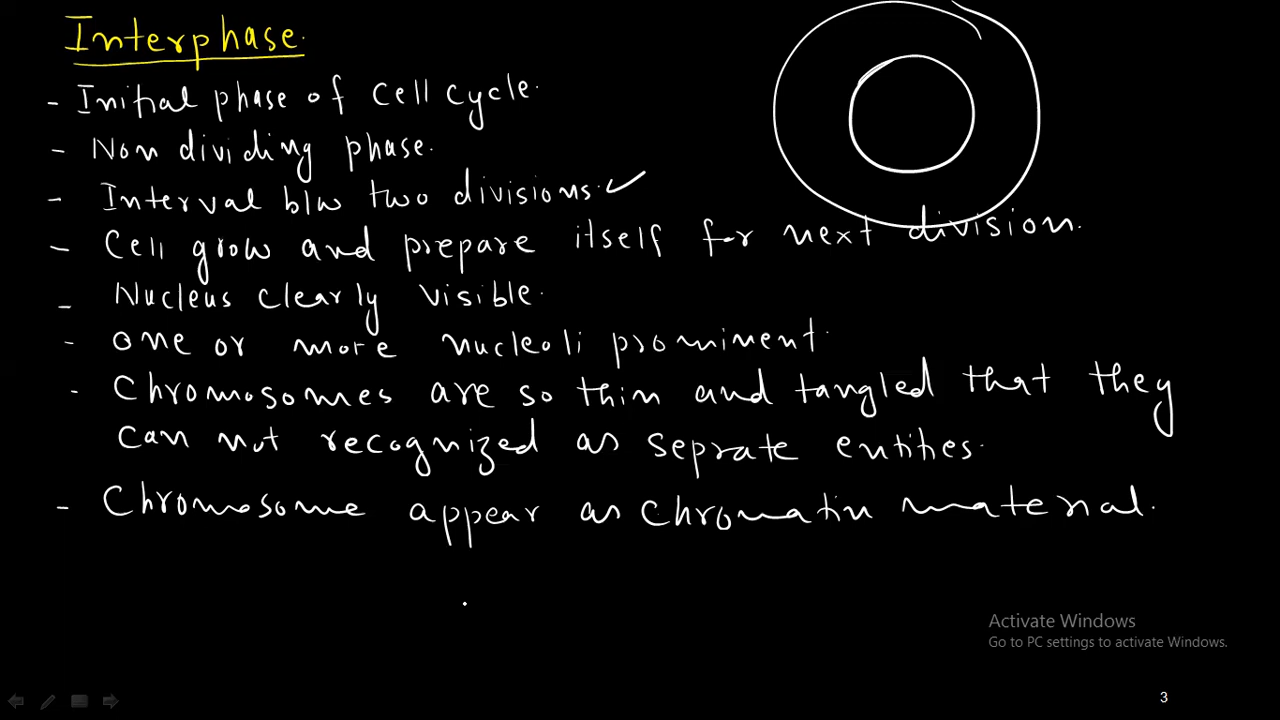 Interphase.
- Initial phase of cell cycle.
- Non dividing phase.
- Interval b/w two divisions.✓
- Cell grow and prepare itself for next division.
- Nucleus clearly visible.
- One or more nucleoli prominent.
- Chromosomes are so thin and tangled that they
can not recognized as seprate entities.
- Chromosome appear as chromatin material.
Activate Windows
Go to PC settings to activate Windows.
3